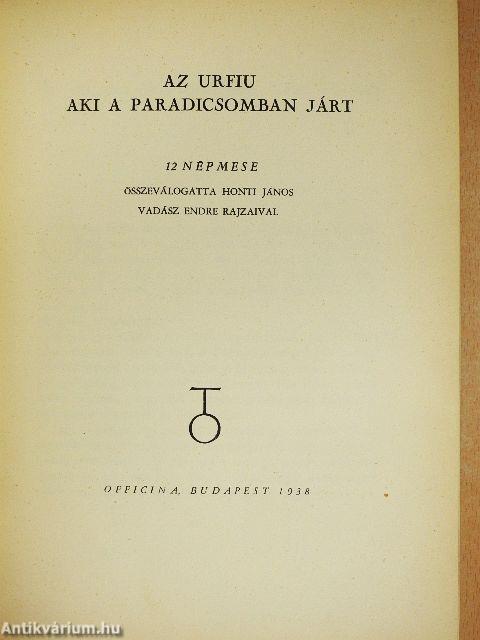 AZ URFIU
AKI A PARADICSOMBAN JÁRT
12 NÉPMESE
ÖSSZEVÁLOGATTA HONTI JÁNOS
VADÁSZ ENDRE RAJZAIVAL
OFFICINA, BUDAPEST 1938
Antikvárium.hu